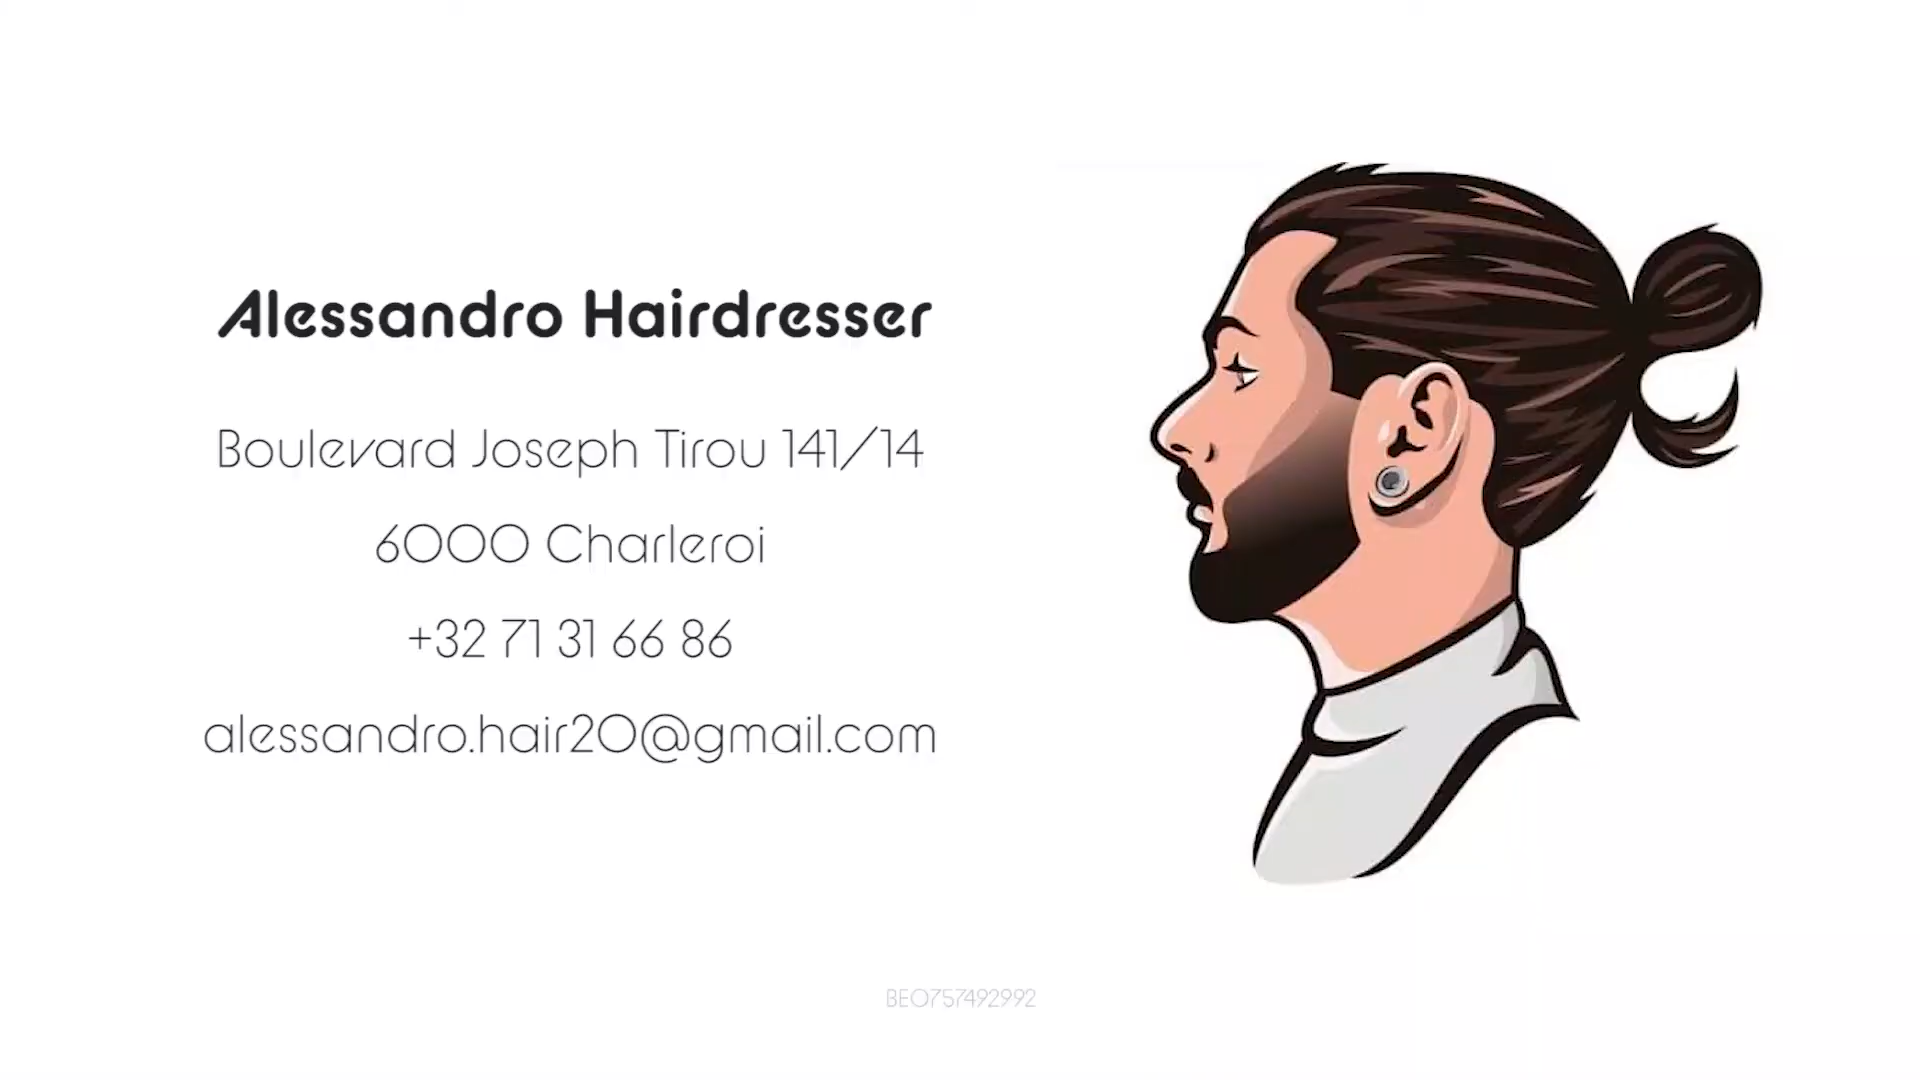 Alessandro Hairdresser
Boulevard Joseph Tirou 141/14
6000 Charleroi
+32 71 31 66 86
alessandro.hair20@gmail.com
BE0757492992